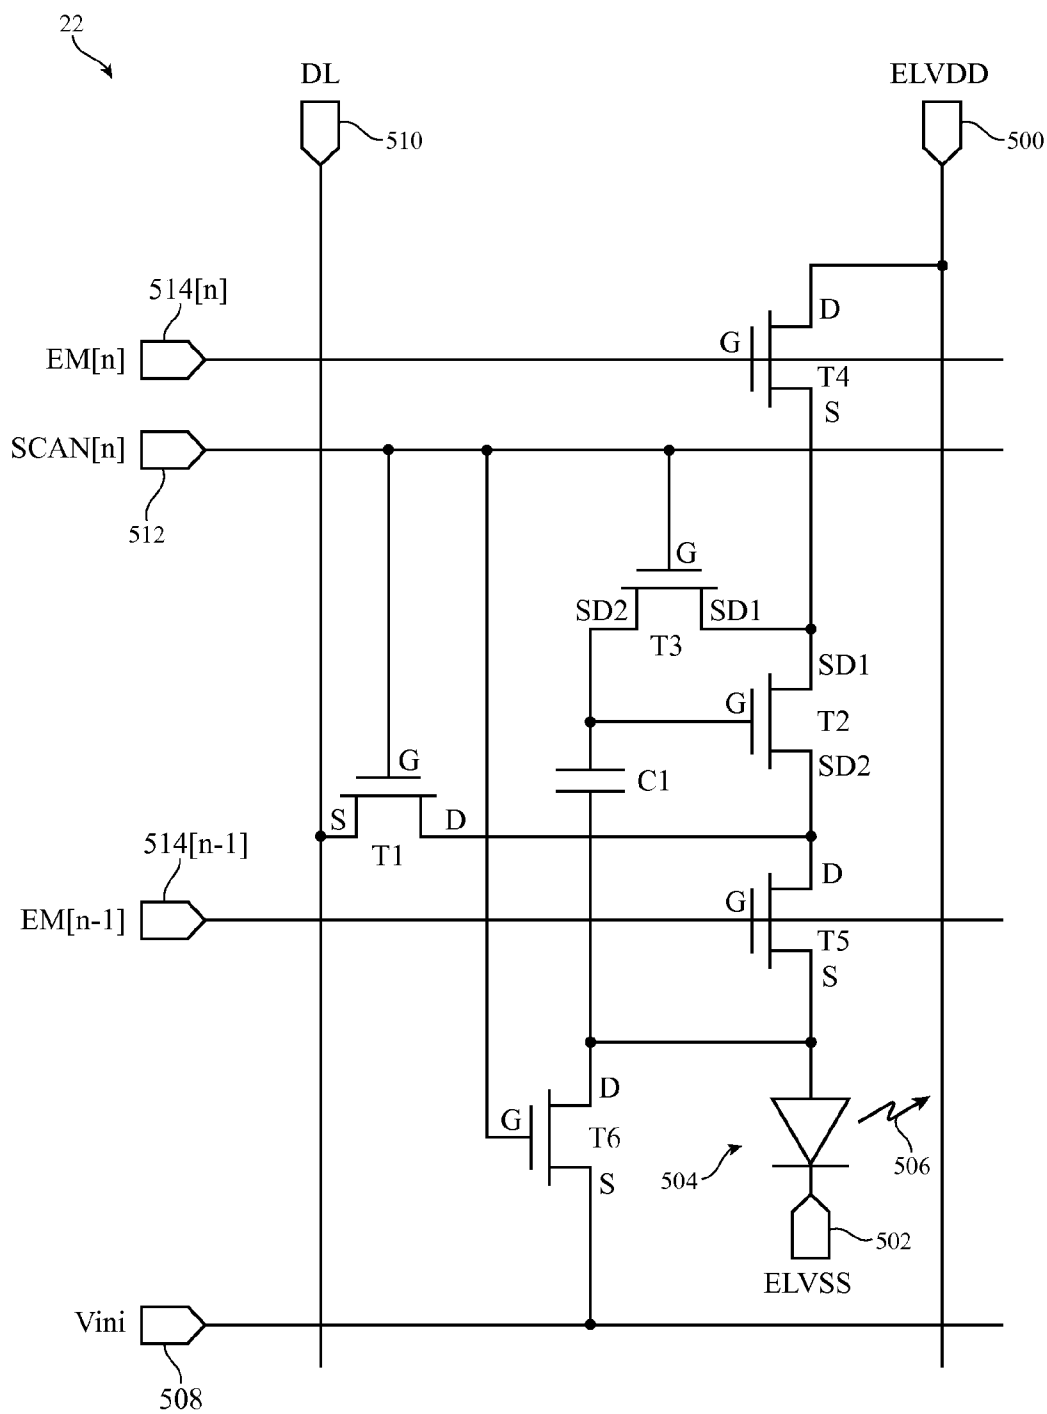 22
DL
ELVDD
510
500
514[n]
D
G
EM[n]
T4
S
SCAN[n]
512
G
SD2
SD1
T3
SD1
G
T2
SD2
G
C1
S
D
514[n-1]
T1
D
G
EM[n-1]
T5
S
D
G
T6
506
504
S
502
ELVSS
Vini
508